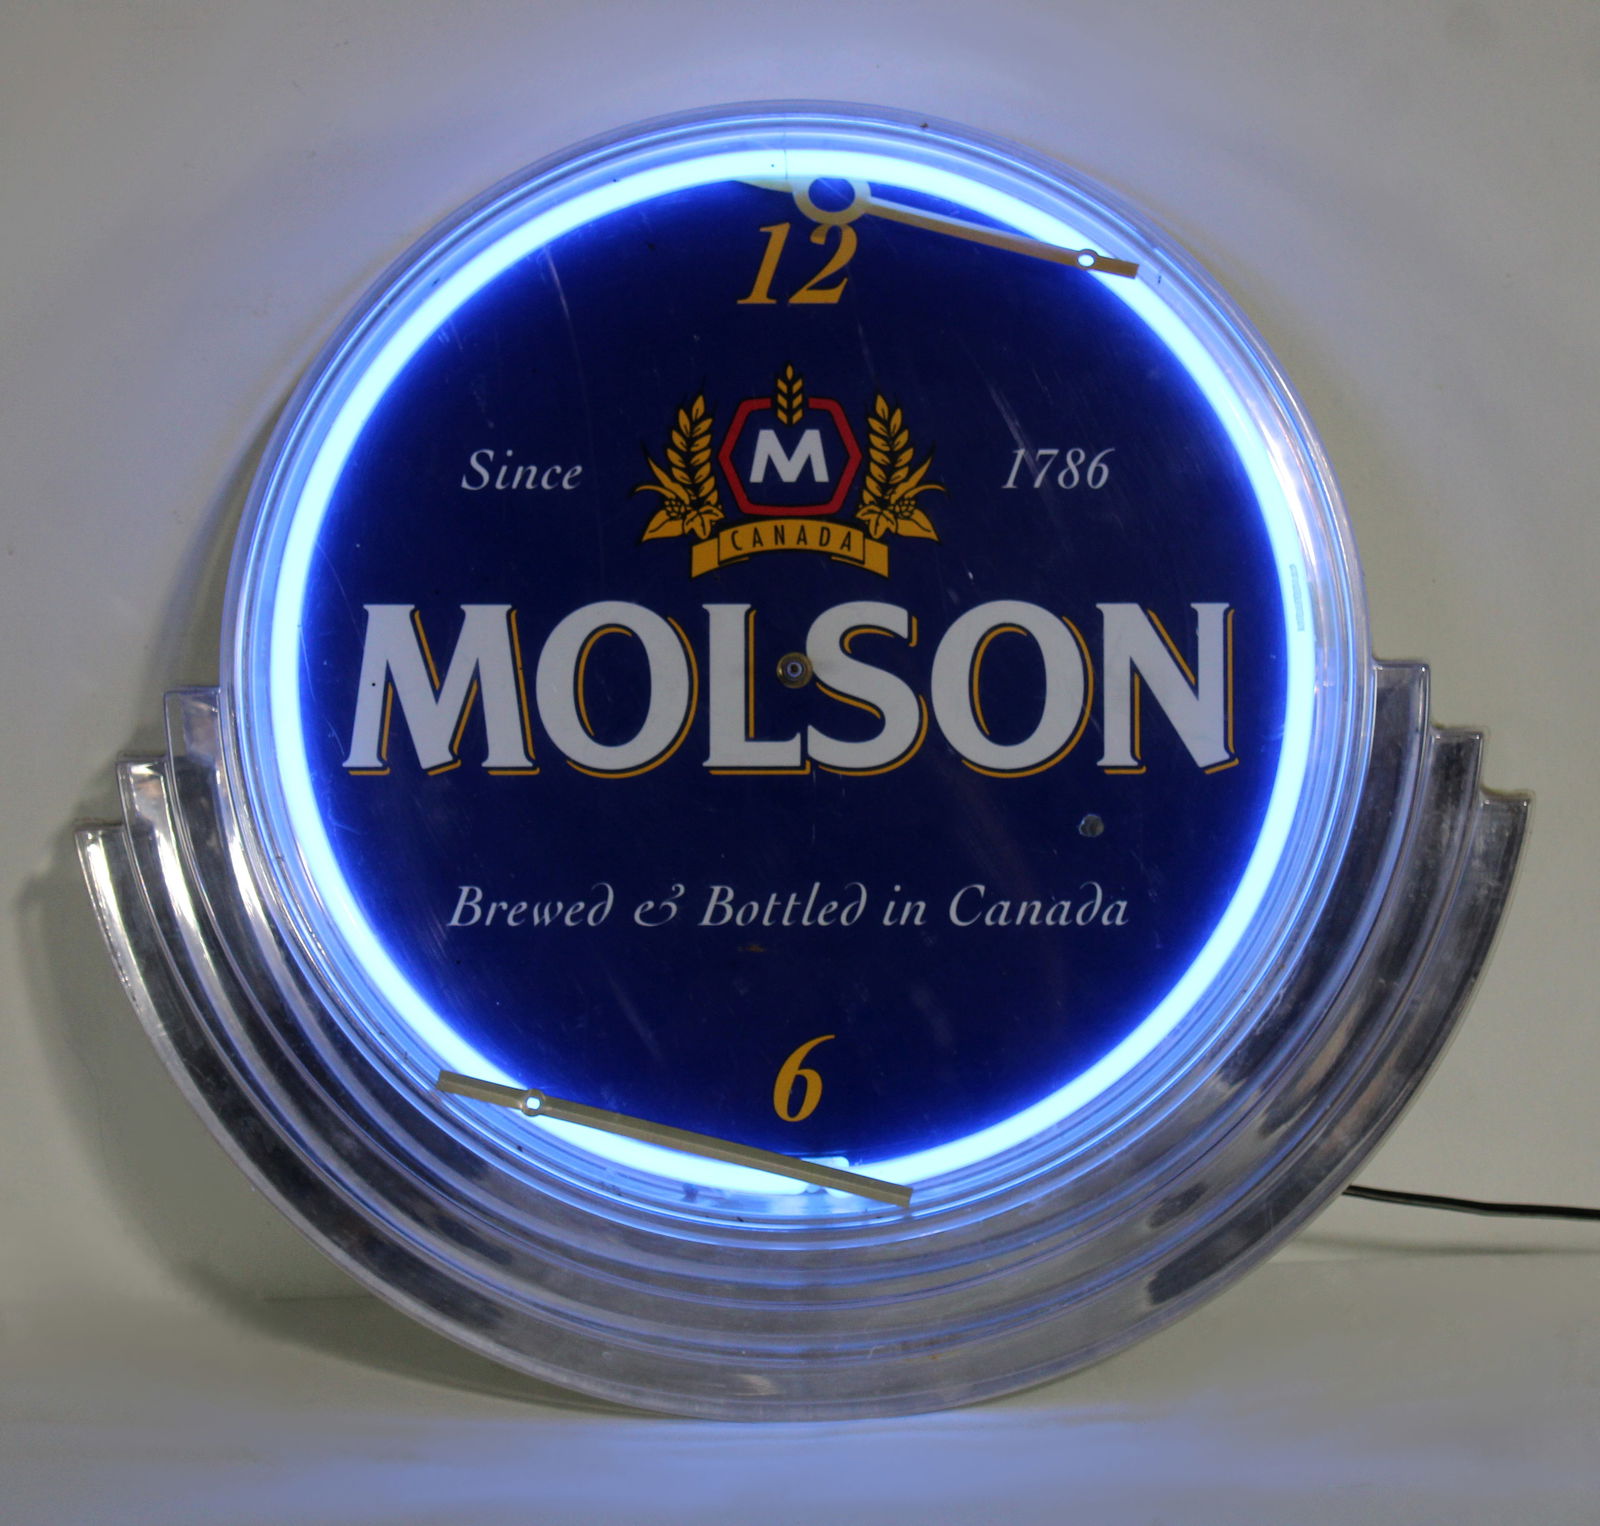 12
Since 1786
M
CANADA
MOLSON
Brewed & Bottled in Canada
6